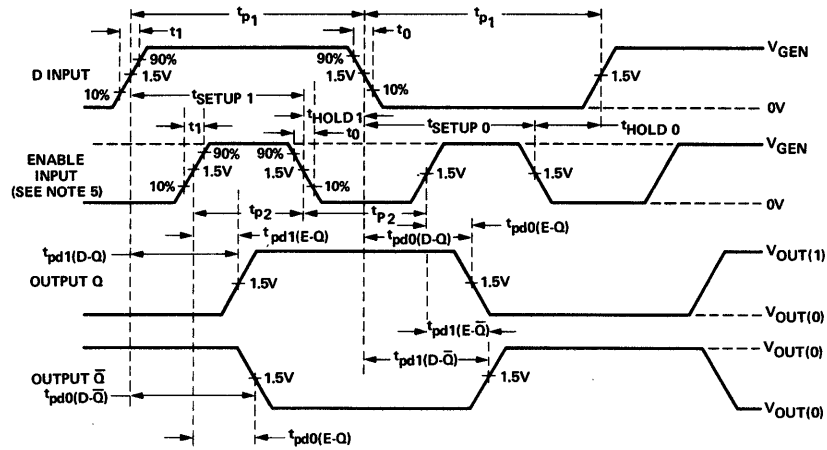 tp1
tp1
t1
t0
VGEN
90%
90%
D INPUT
1.5V
1.5V
1.5V
10%
10%
tSETUP 1
0V
tHOLD 1
tSETUP 0
tHOLD 0
t1
t0
VGEN
ENABLE
INPUT
(SEE NOTE 5)
90%
90%
1.5V
1.5V
1.5V
1.5V
10%
10%
0V
tP2
tP2
tpd1(E-Q)
tpd0(D-Q)
tpd0(E-Q)
tpd1(D-Q)
VOUT(1)
OUTPUT Q
1.5V
1.5V
VOUT(0)
tpd1(E-Q̅)
VOUT(0)
tpd1(D-Q̅)
OUTPUT Q̅
1.5V
1.5V
tpd0(D-Q̅)
VOUT(0)
tpd0(E-Q)